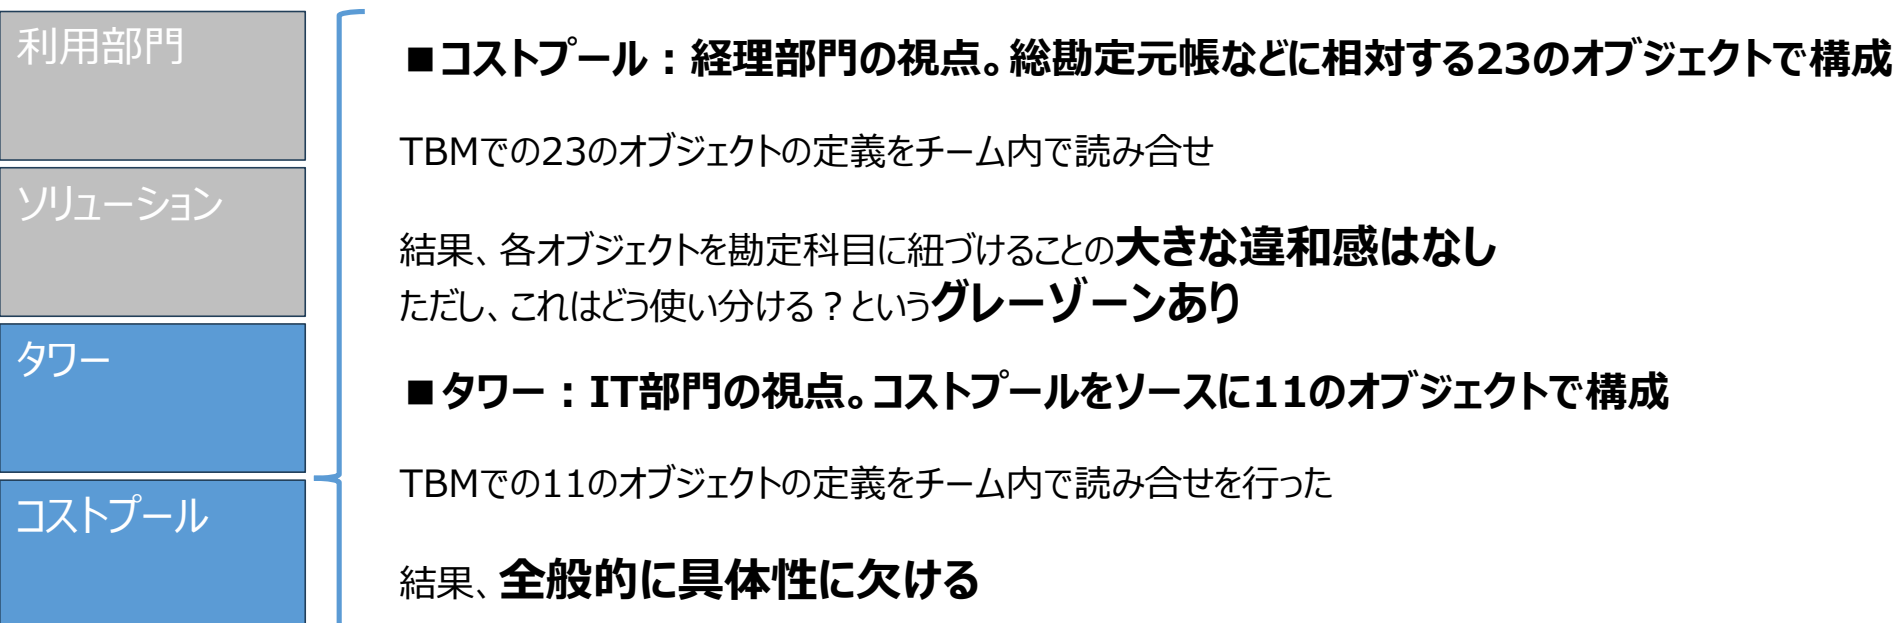 利用部門
ソリューション
タワー
コストプール
■コストプール：経理部門の視点。総勘定元帳などに相対する23のオブジェクトで構成
TBMでの23のオブジェクトの定義をチーム内で読み合せ
結果、各オブジェクトを勘定科目に紐づけることの大きな違和感はなし
ただし、これはどう使い分ける？というグレーゾーンあり
■タワー：IT部門の視点。コストプールをソースに11のオブジェクトで構成
TBMでの11のオブジェクトの定義をチーム内で読み合せを行った
結果、全般的に具体性に欠ける